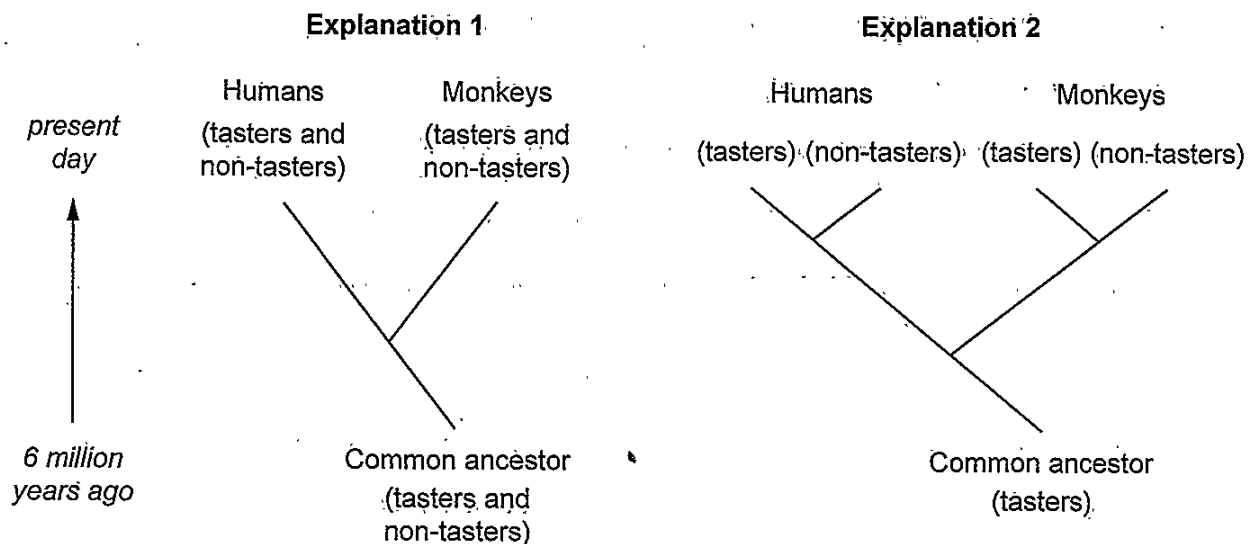 Explanation 1
Explanation 2
present
day
Humans
(tasters and
non-tasters)
Monkeys
(tasters and
non-tasters)
Humans
Monkeys
(tasters) (non-tasters) (tasters) (non-tasters)
6 million
years ago
Common ancestor
(tasters and
non-tasters)
Common ancestor
(tasters)